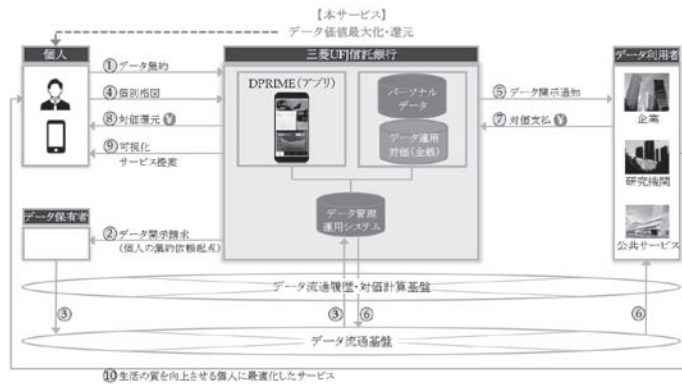 【本サービス】
データ価値最大化・還元
個人
三菱UFJ信託銀行
データ利用者
①データ集約
④個別指図
⑧対価還元 ¥
⑨可視化
サービス提案
DPRIME(アプリ)
パーソナル
データ
データ運用
対価(金銭)
データ管理
運用システム
⑤データ開示通知
⑦対価支払 ¥
企業
研究機関
公共サービス
データ保有者
②データ開示請求
(個人の集約依頼起点)
データ流通履歴・対価計算基盤
③
③
⑥
⑥
データ流通基盤
⑩生活の質を向上させる個人に最適化したサービス